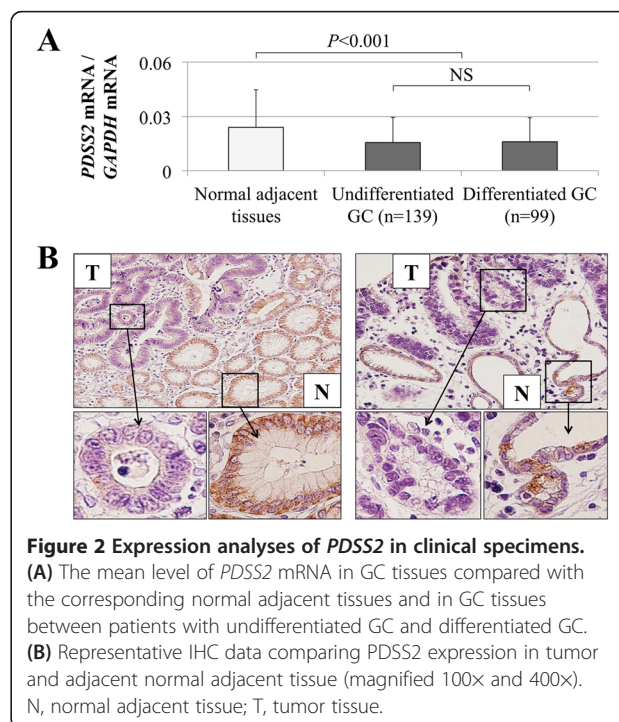 A
P<0.001
NS
PDSS2 mRNA /
GAPDH mRNA
0.06
0.03
0
Normal adjacent
tissues
Undifferentiated
GC (n=139)
Differentiated GC
(n=99)
B
T
N
T
N
Figure 2 Expression analyses of PDSS2 in clinical specimens.
(A) The mean level of PDSS2 mRNA in GC tissues compared with
the corresponding normal adjacent tissues and in GC tissues
between patients with undifferentiated GC and differentiated GC.
(B) Representative IHC data comparing PDSS2 expression in tumor
and adjacent normal adjacent tissue (magnified 100× and 400×).
N, normal adjacent tissue; T, tumor tissue.